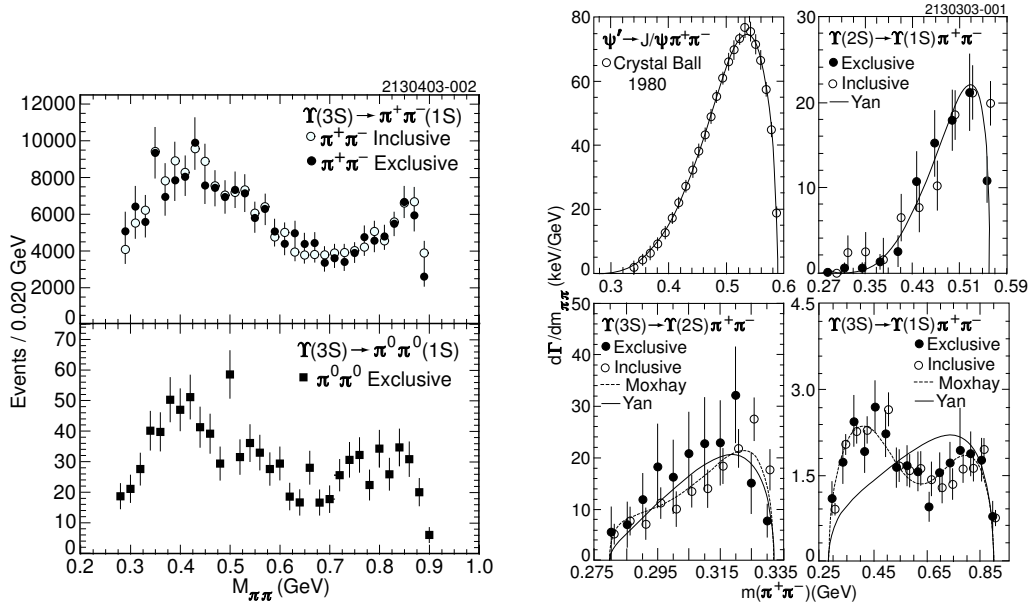 2130403-002
ϒ(3S)→ π⁺π⁻(1S)
π⁺π⁻ Inclusive
π⁺π⁻ Exclusive
12000
10000
8000
6000
4000
2000
0
Events / 0.020 GeV
ϒ(3S)→ π⁰π⁰(1S)
π⁰π⁰ Exclusive
70
60
50
40
30
20
10
0
0.2 0.3 0.4 0.5 0.6 0.7 0.8 0.9 1.0
Mππ (GeV)
2130303-001
ψ′→ J/ψπ⁺π⁻
Crystal Ball
1980
80
60
40
20
0
0.3 0.4 0.5 0.6
ϒ(2S)→ϒ(1S)π⁺π⁻
Exclusive
Inclusive
Yan
30
20
10
0
0.27 0.35 0.43 0.51 0.59
dΓ/dmππ (keV/GeV)
ϒ(3S)→ϒ(2S)π⁺π⁻
Exclusive
Inclusive
Moxhay
Yan
50
40
30
20
10
0
0.275 0.295 0.315 0.335
ϒ(3S)→ϒ(1S)π⁺π⁻
Exclusive
Inclusive
Moxhay
Yan
4.5
3.0
1.5
0
0.25 0.45 0.65 0.85
m(π⁺π⁻)(GeV)